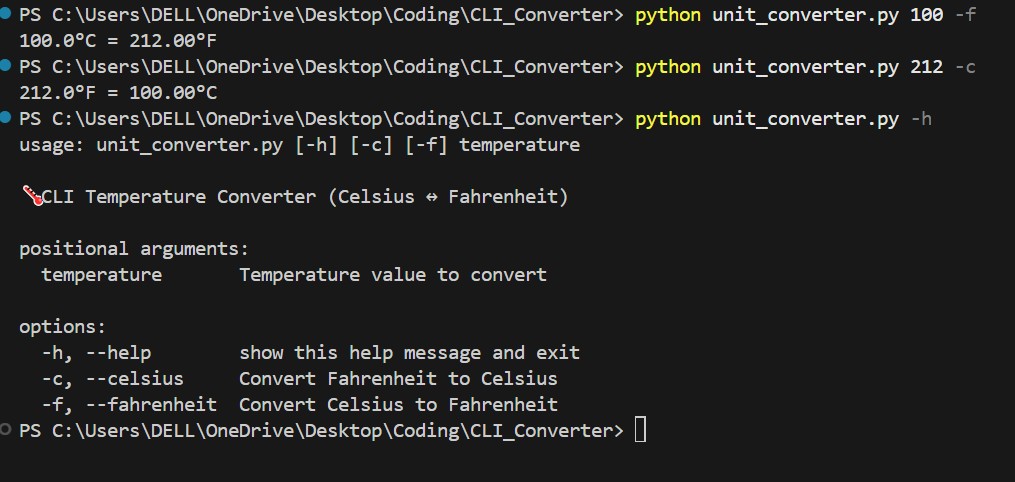 PS C:\Users\DELL\OneDrive\Desktop\Coding\CLI_Converter> python unit_converter.py 100 -f
100.0°C = 212.00°F
PS C:\Users\DELL\OneDrive\Desktop\Coding\CLI_Converter> python unit_converter.py 212 -c
212.0°F = 100.00°C
PS C:\Users\DELL\OneDrive\Desktop\Coding\CLI_Converter> python unit_converter.py -h
usage: unit_converter.py [-h] [-c] [-f] temperature
🌡CLI Temperature Converter (Celsius ↔ Fahrenheit)
positional arguments:
  temperature       Temperature value to convert
options:
  -h, --help        show this help message and exit
  -c, --celsius     Convert Fahrenheit to Celsius
  -f, --fahrenheit  Convert Celsius to Fahrenheit
PS C:\Users\DELL\OneDrive\Desktop\Coding\CLI_Converter>